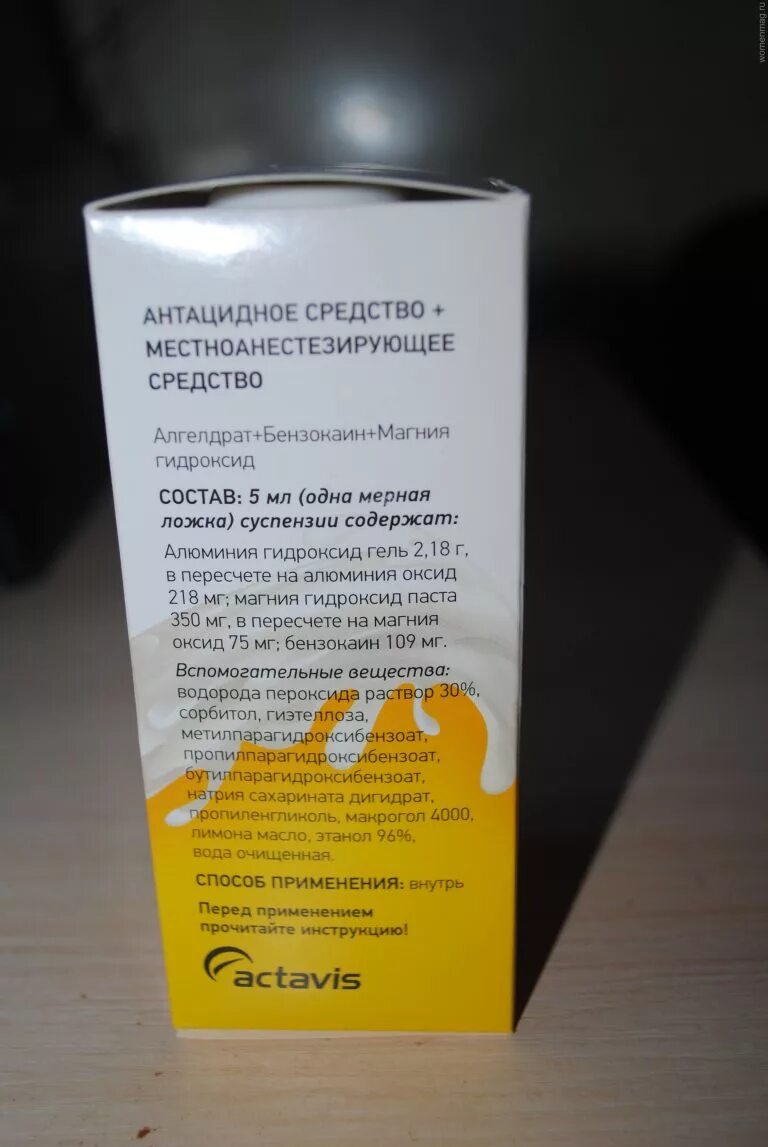 womenmag.ru
АНТАЦИДНОЕ СРЕДСТВО +
МЕСТНОАНЕСТЕЗИРУЮЩЕЕ
СРЕДСТВО
Алгелдрат+Бензокаин+Магния
гидроксид
СОСТАВ: 5 мл (одна мерная
ложка) суспензии содержат:
Алюминия гидроксид гель 2,18 г,
в пересчете на алюминия оксид
218 мг; магния гидроксид паста
350 мг, в пересчете на магния
оксид 75 мг; бензокаин 109 мг.
Вспомогательные вещества:
водорода пероксида раствор 30%,
сорбитол, гиэтеллоза,
метилпарагидроксибензоат,
пропилпарагидроксибензоат,
бутилпарагидроксибензоат,
натрия сахарината дигидрат,
пропиленгликоль, макрогол 4000,
лимона масло, этанол 96%,
вода очищенная.
СПОСОБ ПРИМЕНЕНИЯ: внутрь
Перед применением
прочитайте инструкцию!
actavis